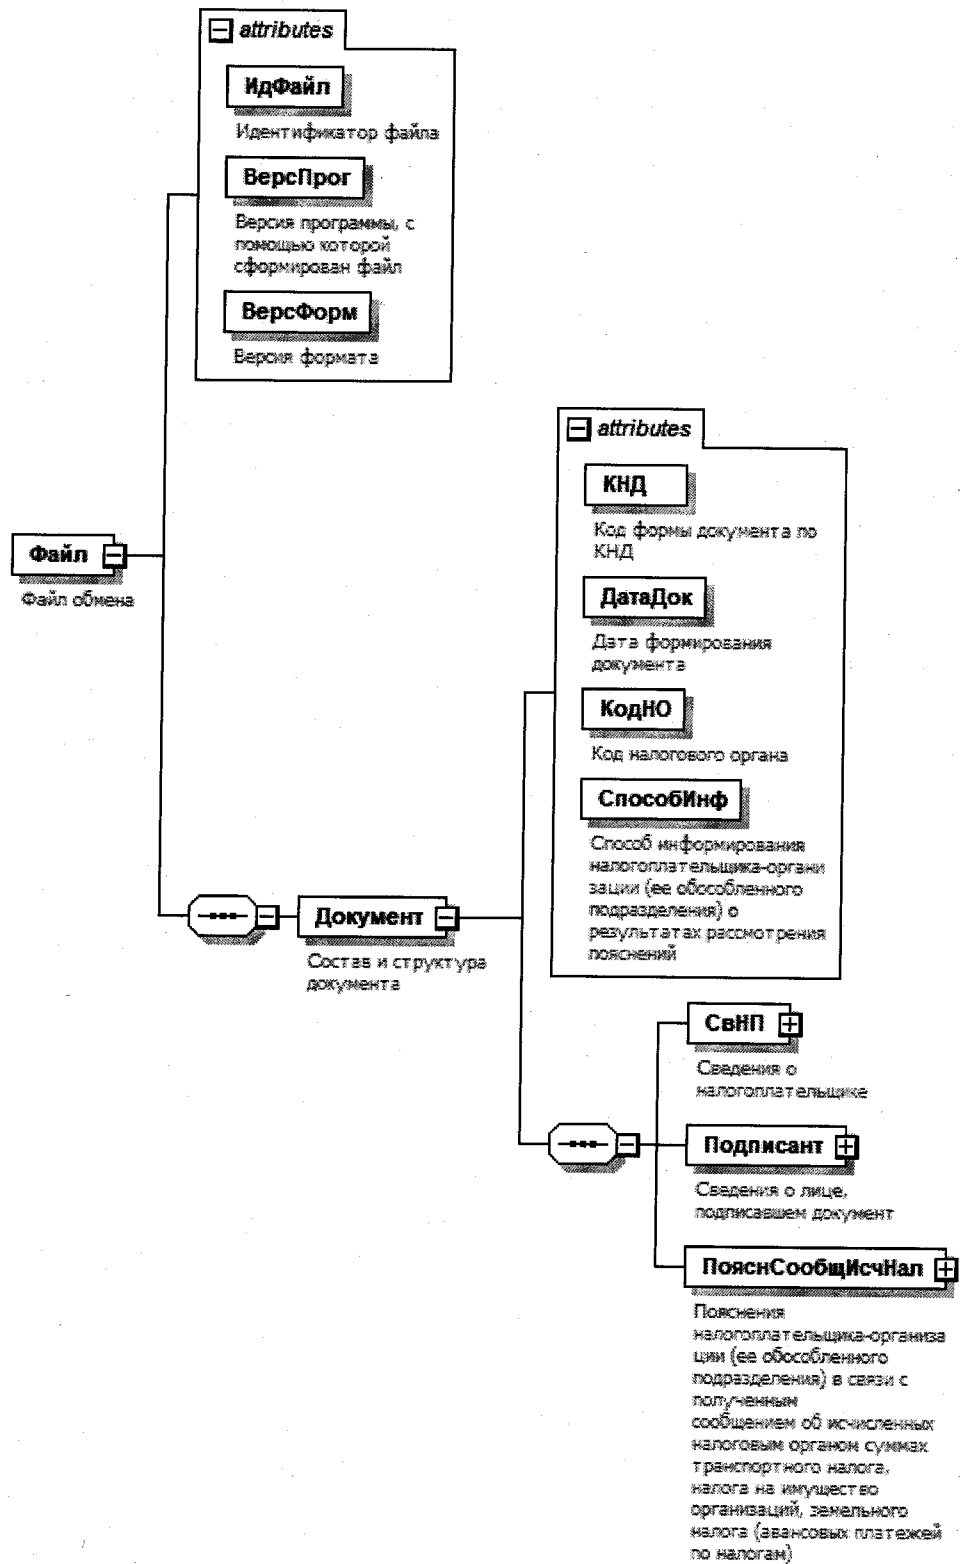 attributes
ИдФайл
Идентификатор файла
ВерсПрог
Версия программы, с
помощью которой
сформирован файл
ВерсФорм
Версия формата
Файл
Файл обмена
attributes
КНД
Код формы документа по
КНД
ДатаДок
Дата формирования
документа
КодНО
Код налогового органа
СпособИнф
Способ информирования
налогоплательщика-органи
зации (ее обособленного
подразделения) о
результатах рассмотрения
пояснений
Документ
Состав и структура
документа
СвНП
Сведения о
налогоплательщике
Подписант
Сведения о лице,
подписавшем документ
ПояснСообщИсчНал
Пояснения
налогоплательщика-организа
ции (ее обособленного
подразделения) в связи с
полученным
сообщением об исчисленных
налоговым органом суммах
транспортного налога,
налога на имущество
организаций, земельного
налога (авансовых платежей
по налогам)